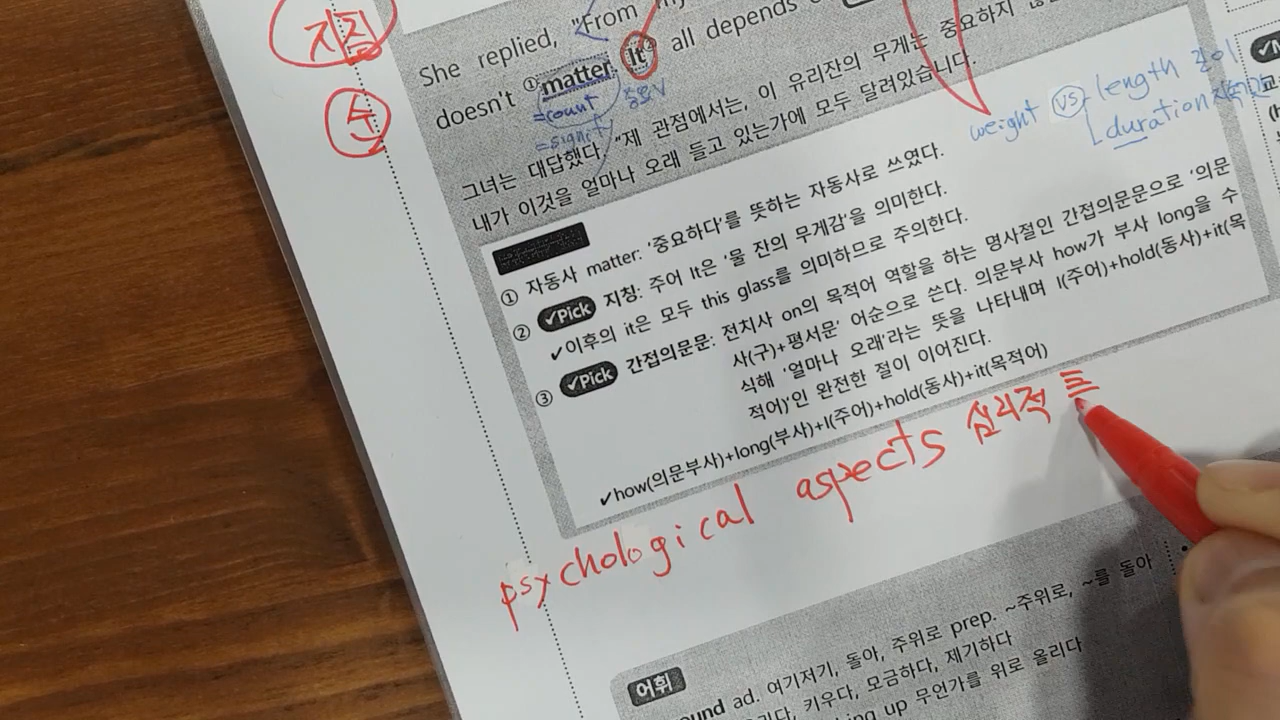 지칭
수
She replied, "From my
doesn't ①matter. It② all depends o
=count 중요V
"제 관점에서는, 이 유리잔의 무게는 중요하지
그녀는 대답했다.
내가 이것을 얼마나 오래 들고 있는가에 모두 달려있습니다.
weight VS length 길이
duration
① 자동사 matter: '중요하다'를 뜻하는 자동사로 쓰였다.
② ✔Pick 지칭: 주어 It은 '물 잔의 무게감'을 의미한다.
✔이후의 it은 모두 this glass를 의미하므로 주의한다.
③ ✔Pick 간접의문문: 전치사 on의 목적어 역할을 하는 명사절인 간접의문문으로 '의문
사(구)+평서문' 어순으로 쓴다. 의문부사 how가 부사 long을 수
식해 '얼마나 오래'라는 뜻을 나타내며 I(주어)+hold(동사)+it(목
적어)'인 완전한 절이 이어진다.
✔how(의문부사)+long(부사)+I(주어)+hold(동사)+it(목적어)
psychological aspects 심리적
어휘
ound ad. 여기저기, 돌아, 주위로 prep. ~주위로, ~를 돌아
리다, 키우다, 모금하다, 제기하다
king up 무언가를 위로 올리다